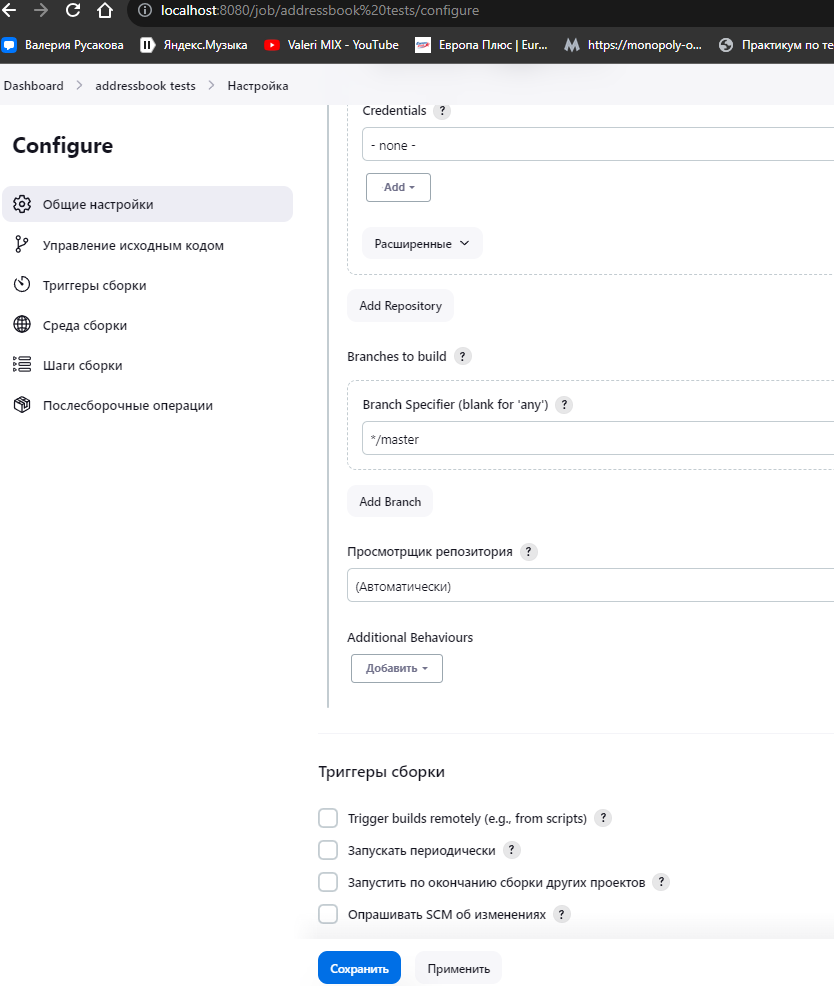 localhost:8080/job/addressbook%20tests/configure
Валерия Русакова Яндекс.Музыка Valeri MIX - YouTube Европа Плюс | Eur... https://monopoly-o... Практикум по те
Dashboard > addressbook tests > Настройка
Configure
Общие настройки
Управление исходным кодом
Триггеры сборки
Среда сборки
Шаги сборки
Послесборочные операции
Credentials ?
- none -
Add
Расширенные
Add Repository
Branches to build ?
Branch Specifier (blank for 'any') ?
*/master
Add Branch
Просмотрщик репозитория ?
(Автоматически)
Additional Behaviours
Добавить
Триггеры сборки
Trigger builds remotely (e.g., from scripts) ?
Запускать периодически ?
Запустить по окончанию сборки других проектов ?
Опрашивать SCM об изменениях ?
Сохранить Применить